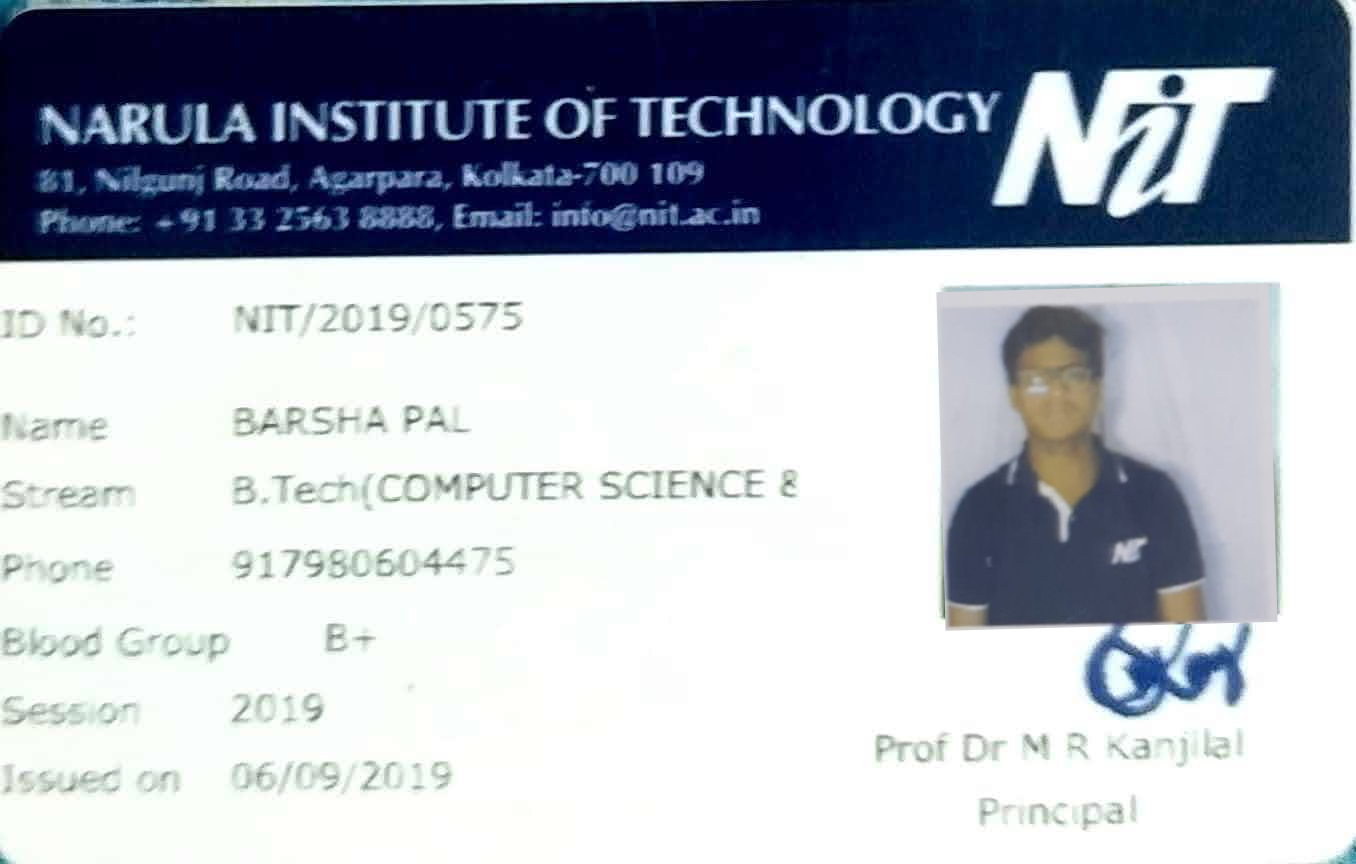 NARULA INSTITUTE OF TECHNOLOGY
NiT
81, Nilgunj Road, Agarpara, Kolkata-700 109
Phone: +91 33 2563 8888, Email: info@nit.ac.in
ID No.: NIT/2019/0575
Name BARSHA PAL
Stream B.Tech(COMPUTER SCIENCE &
Phone 917980604475
Blood Group B+
Session 2019
Issued on 06/09/2019
NiT
Prof Dr M R Kanjilal
Principal